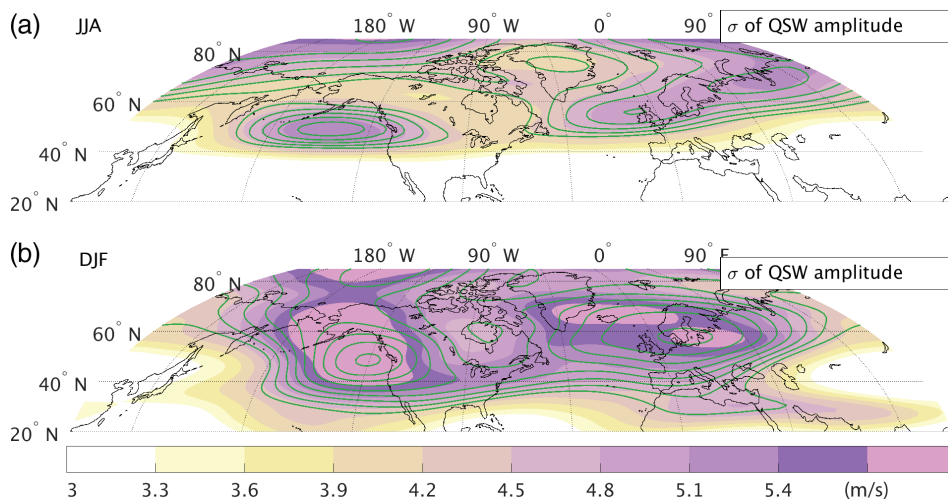 (a) JJA 180° W 90° W 0° 90° σ of QSW amplitude
80° N
60° N
40° N
20° N
(b) DJF 180° W 90° W 0° 90° σ of QSW amplitude
80° N
60° N
40° N
20° N
3 3.3 3.6 3.9 4.2 4.5 4.8 5.1 5.4 (m/s)